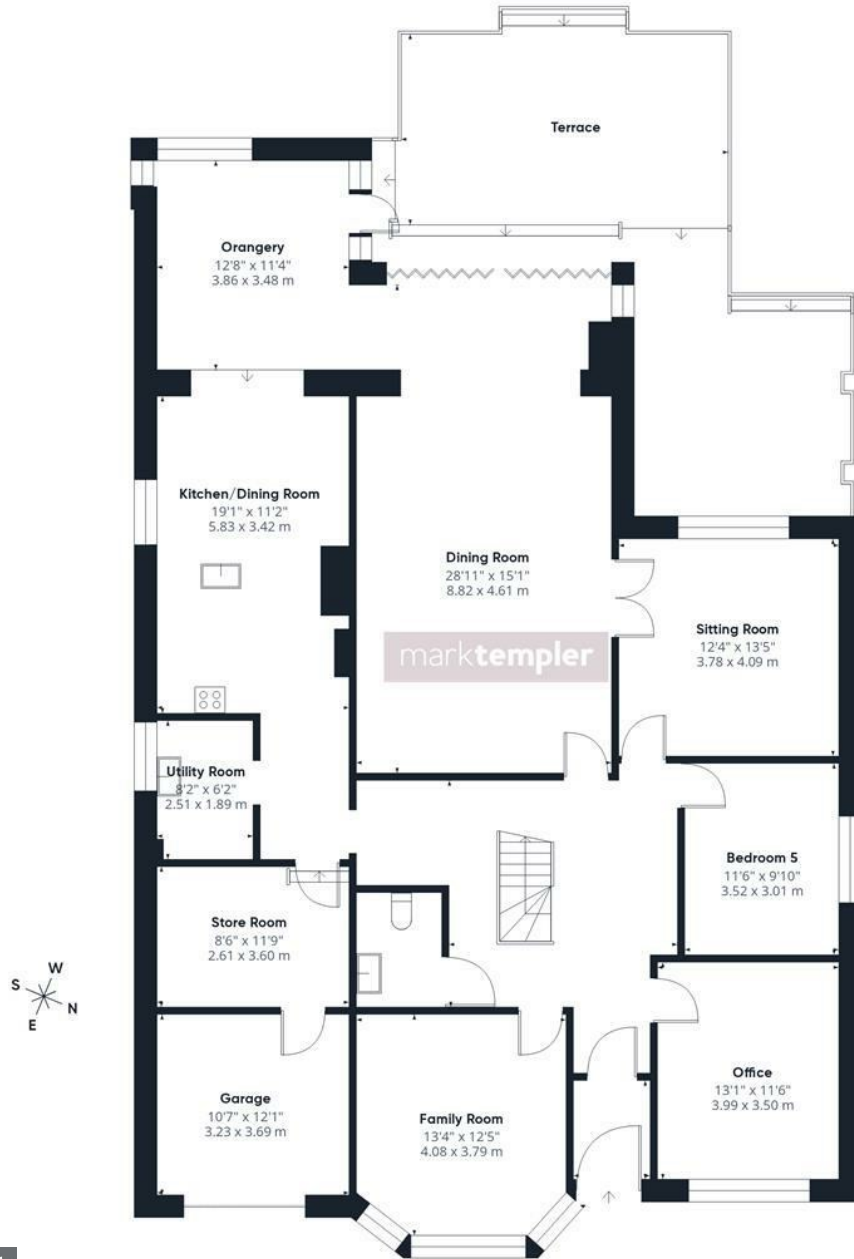 Terrace
Orangery
12'8" x 11'4"
3.86 x 3.48 m
Kitchen/Dining Room
19'1" x 11'2"
5.83 x 3.42 m
Dining Room
28'11" x 15'1"
8.82 x 4.61 m
Sitting Room
12'4" x 13'5"
3.78 x 4.09 m
marktempler
Utility Room
8'2" x 6'2"
2.51 x 1.89 m
Bedroom 5
11'6" x 9'10"
3.52 x 3.01 m
Store Room
8'6" x 11'9"
2.61 x 3.60 m
W
S
N
E
Office
13'1" x 11'6"
3.99 x 3.50 m
Garage
10'7" x 12'1"
3.23 x 3.69 m
Family Room
13'4" x 12'5"
4.08 x 3.79 m